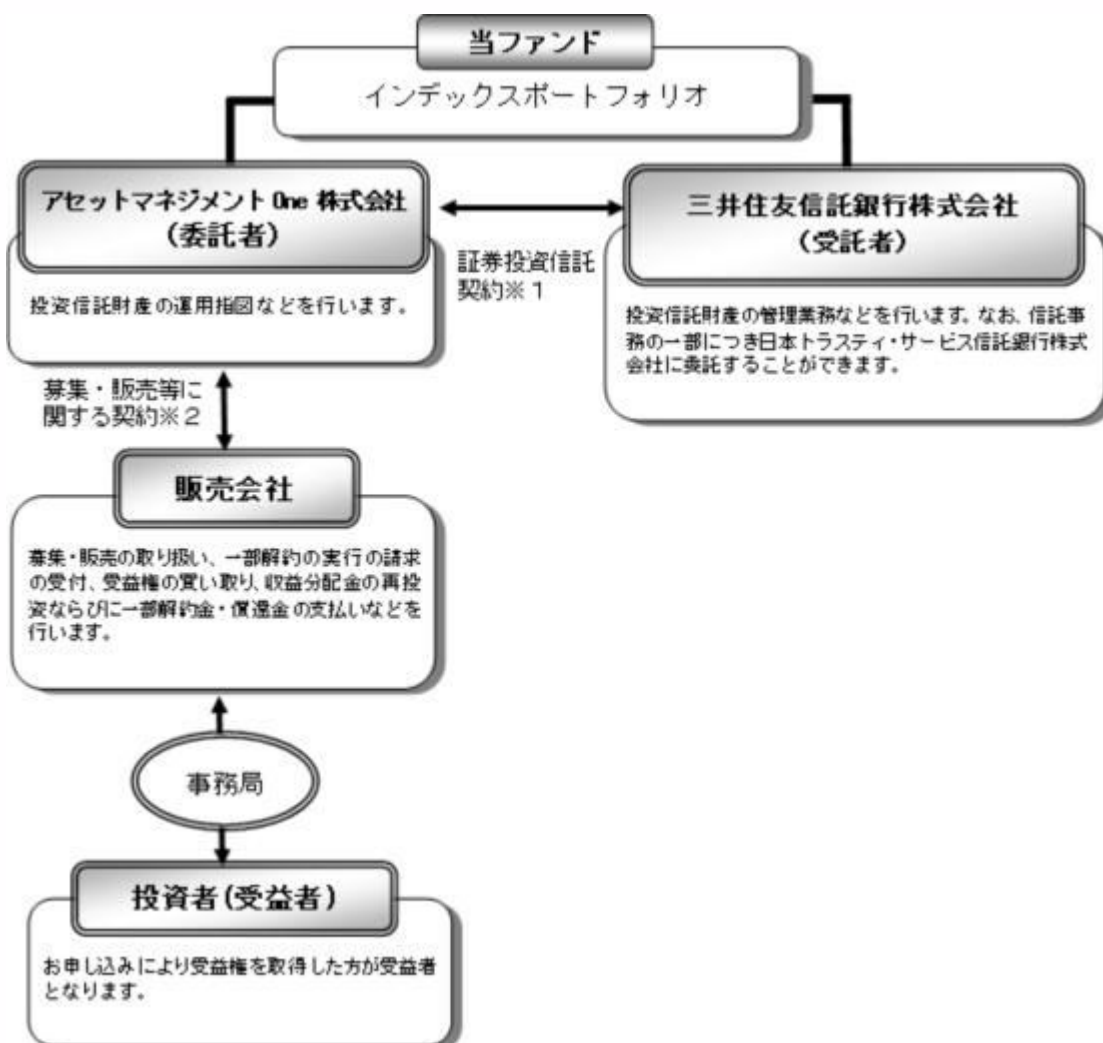 当ファンド
インデックスポートフォリオ
アセットマネジメント One 株式会社
(委託者)
投資信託財産の運用指図などを行います。
証券投資信託
契約※1
三井住友信託銀行株式会社
(受託者)
投資信託財産の管理業務などを行います。なお、信託事
務の一部につき日本トラスティ・サービス信託銀行株式
会社に委託することができます。
募集・販売等に
関する契約※2
販売会社
募集・販売の取り扱い、一部解約の実行の請求
の受付、受益権の買い取り、収益分配金の再投
資ならびに一部解約金・償還金の支払いなどを
行います。
事務局
投資者(受益者)
お申し込みにより受益権を取得した方が受益者
となります。